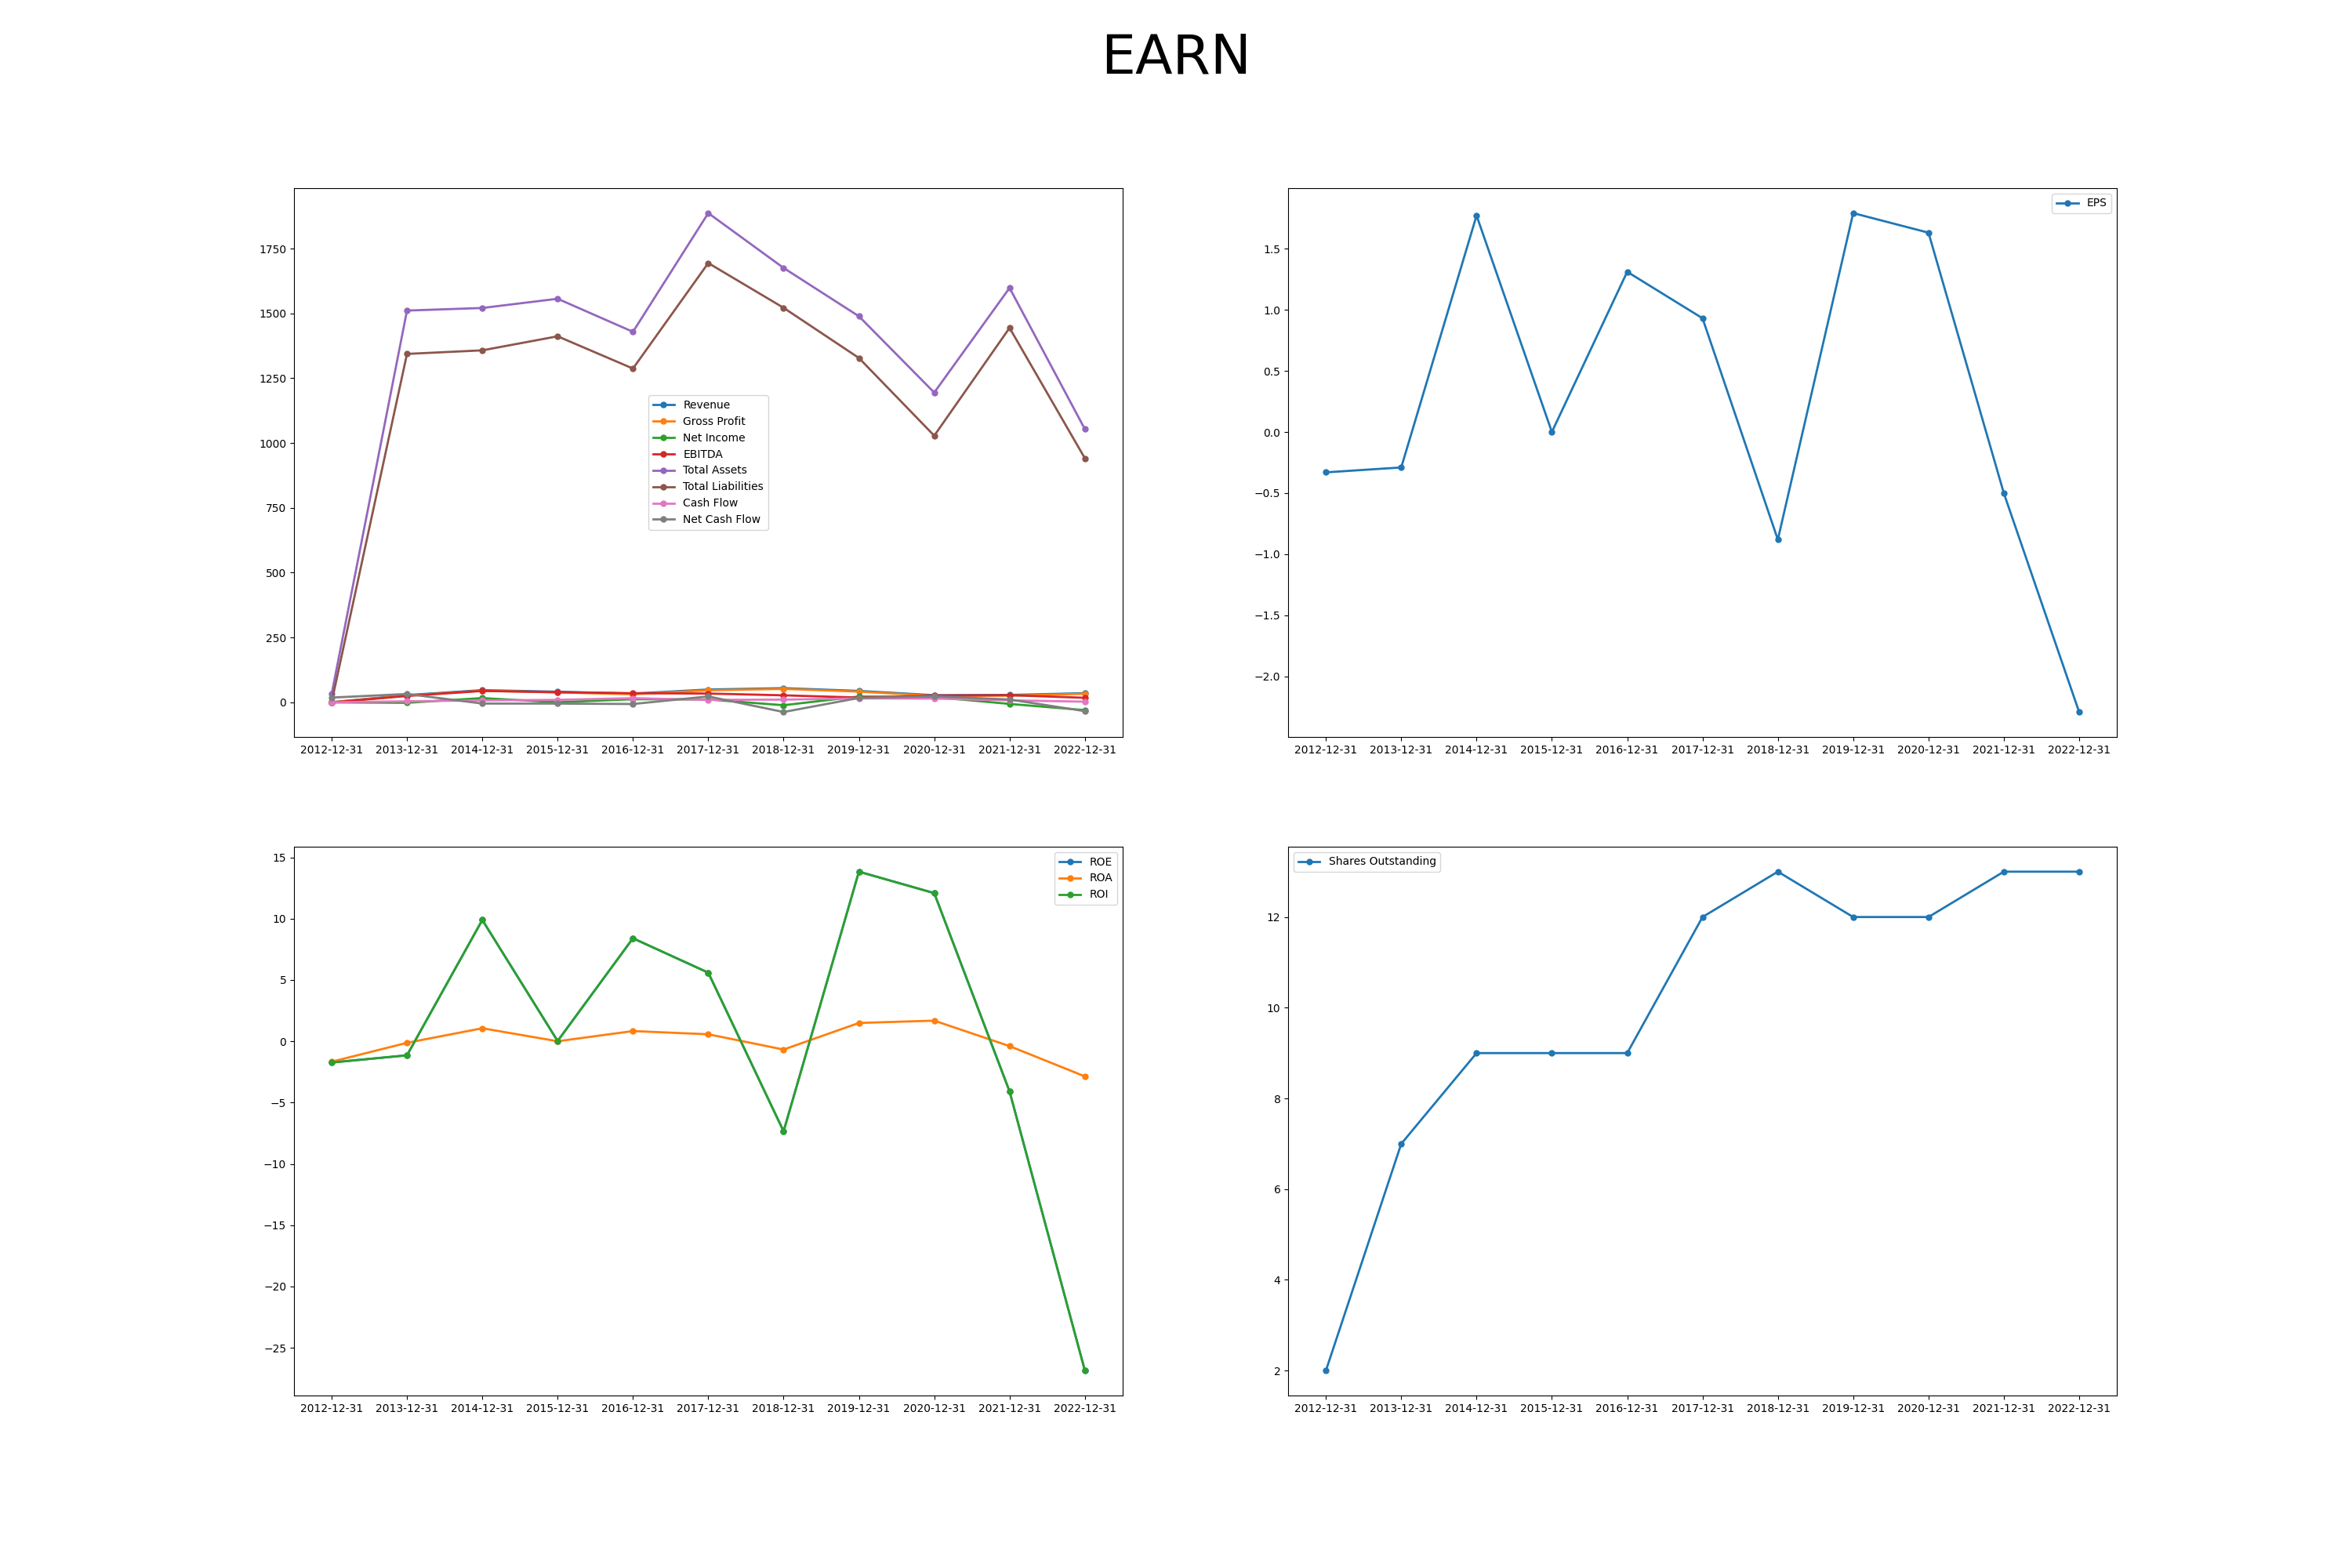 EARN
1750
1500
1250
1000
750
500
250
0
Revenue
Gross Profit
Net Income
EBITDA
Total Assets
Total Liabilities
Cash Flow
Net Cash Flow
2012-12-31 2013-12-31 2014-12-31 2015-12-31 2016-12-31 2017-12-31 2018-12-31 2019-12-31 2020-12-31 2021-12-31 2022-12-31
EPS
1.5
1.0
0.5
0.0
−0.5
−1.0
−1.5
−2.0
2012-12-31 2013-12-31 2014-12-31 2015-12-31 2016-12-31 2017-12-31 2018-12-31 2019-12-31 2020-12-31 2021-12-31 2022-12-31
15
10
5
0
−5
−10
−15
−20
−25
ROE
ROA
ROI
2012-12-31 2013-12-31 2014-12-31 2015-12-31 2016-12-31 2017-12-31 2018-12-31 2019-12-31 2020-12-31 2021-12-31 2022-12-31
Shares Outstanding
12
10
8
6
4
2
2012-12-31 2013-12-31 2014-12-31 2015-12-31 2016-12-31 2017-12-31 2018-12-31 2019-12-31 2020-12-31 2021-12-31 2022-12-31